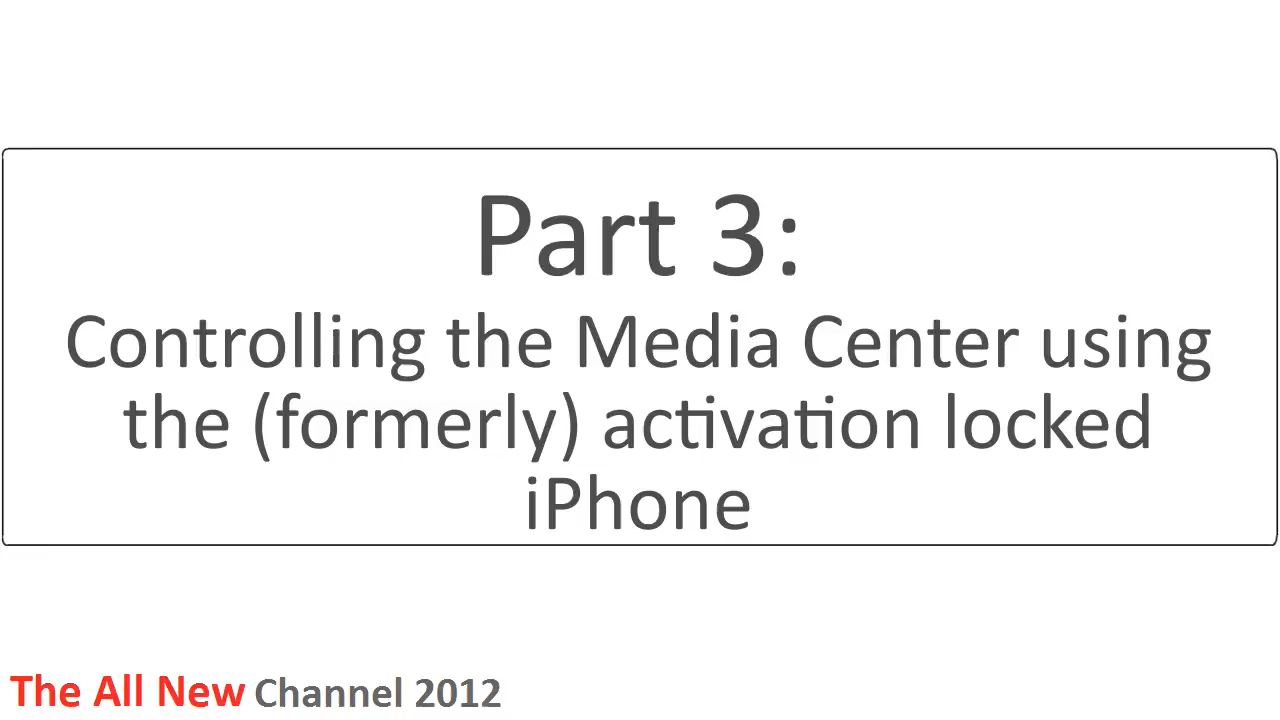 Part 3:
Controlling the Media Center using
the (formerly) activation locked
iPhone
The All New Channel 2012